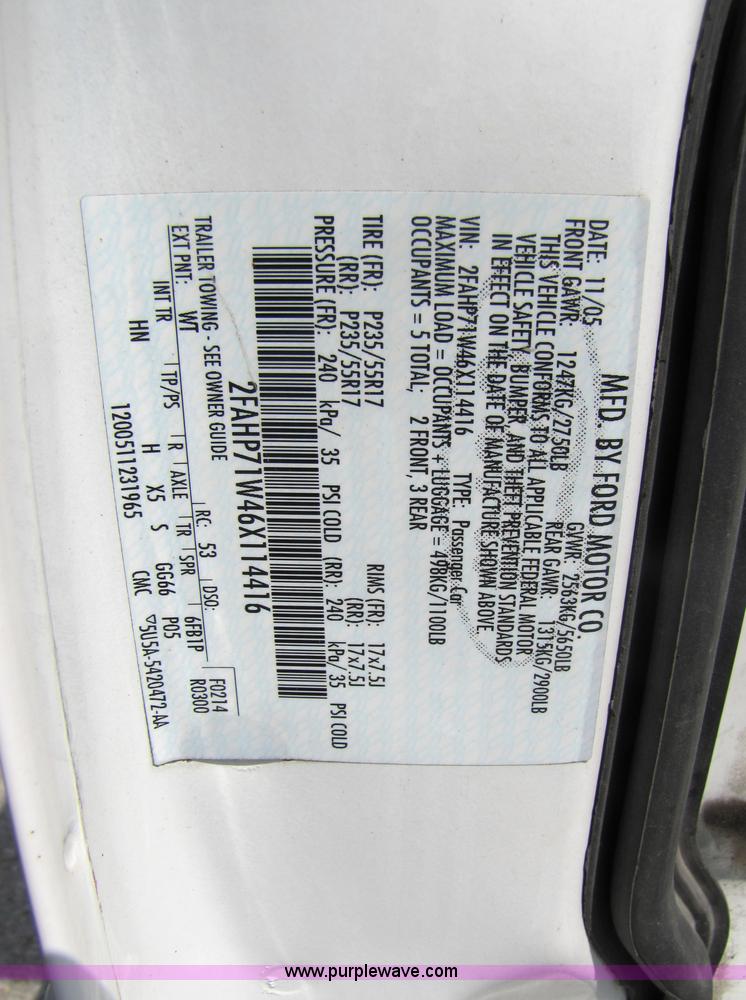 MFD. BY FORD MOTOR CO.
DATE: 11/05 GVWR: 2563KG/5650LB
FRONT GAWR: 1247KG/2750LB REAR GAWR: 1315KG/2900LB
THIS VEHICLE CONFORMS TO ALL APPLICABLE FEDERAL MOTOR
VEHICLE SAFETY, BUMPER, AND THEFT PREVENTION STANDARDS
IN EFFECT ON THE DATE OF MANUFACTURE SHOWN ABOVE.
VIN: 2FAHP71W46X114416 TYPE: Passenger Car
MAXIMUM LOAD = OCCUPANTS + LUGGAGE = 498KG/1100LB
OCCUPANTS = 5 TOTAL, 2 FRONT, 3 REAR
TIRE (FR): P235/55R17 RIMS (FR): 17x7.5J
(RR): P235/55R17 (RR): 17x7.5J
PRESSURE (FR): 240 kPa/ 35 PSI COLD (RR): 240 kPa/ 35 PSI COLD
2FAHP71W46X114416
TRAILER TOWING - SEE OWNER GUIDE F0214
EXT PNT: WT RC: 53 DSO: 6FB1P R0300
INT TR TP/PS R AXLE TR SPR
HN H X5 S GG66 P05
1200511231965 CMC ▽5U5A-5420472-AA
www.purplewave.com